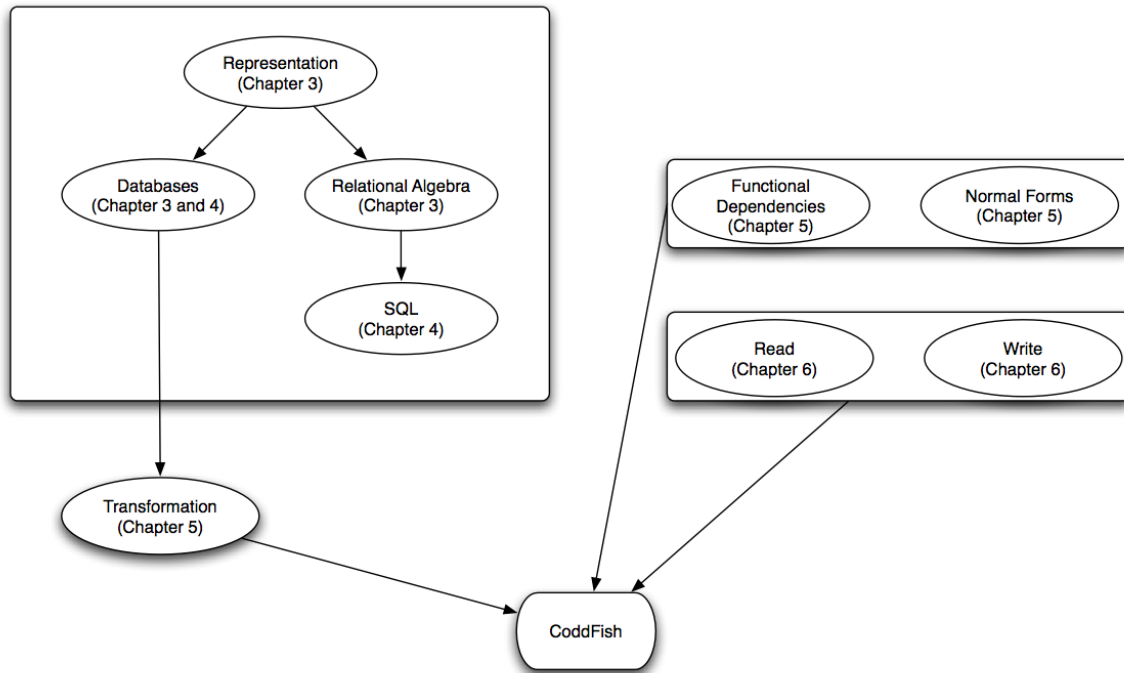 Representation
(Chapter 3)
Databases
(Chapter 3 and 4)
Relational Algebra
(Chapter 3)
SQL
(Chapter 4)
Functional
Dependencies
(Chapter 5)
Normal Forms
(Chapter 5)
Read
(Chapter 6)
Write
(Chapter 6)
Transformation
(Chapter 5)
CoddFish